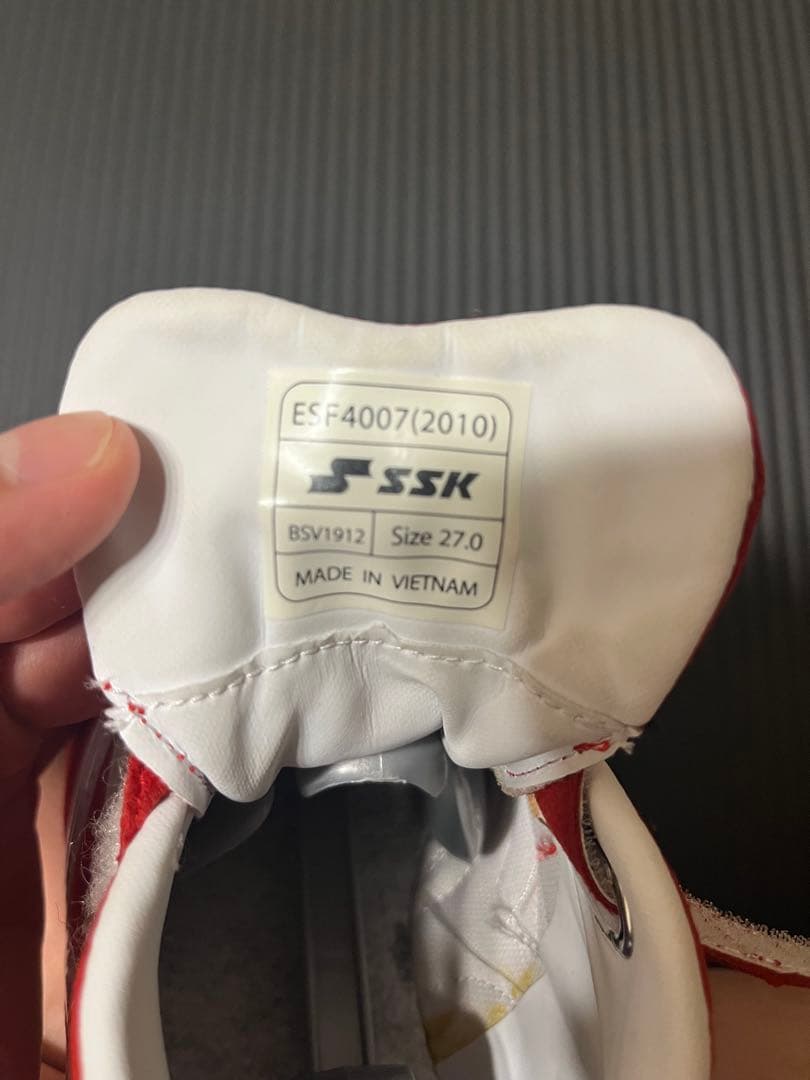 ESF4007(2010)
SSK
BSV1912 Size 27.0
MADE IN VIETNAM